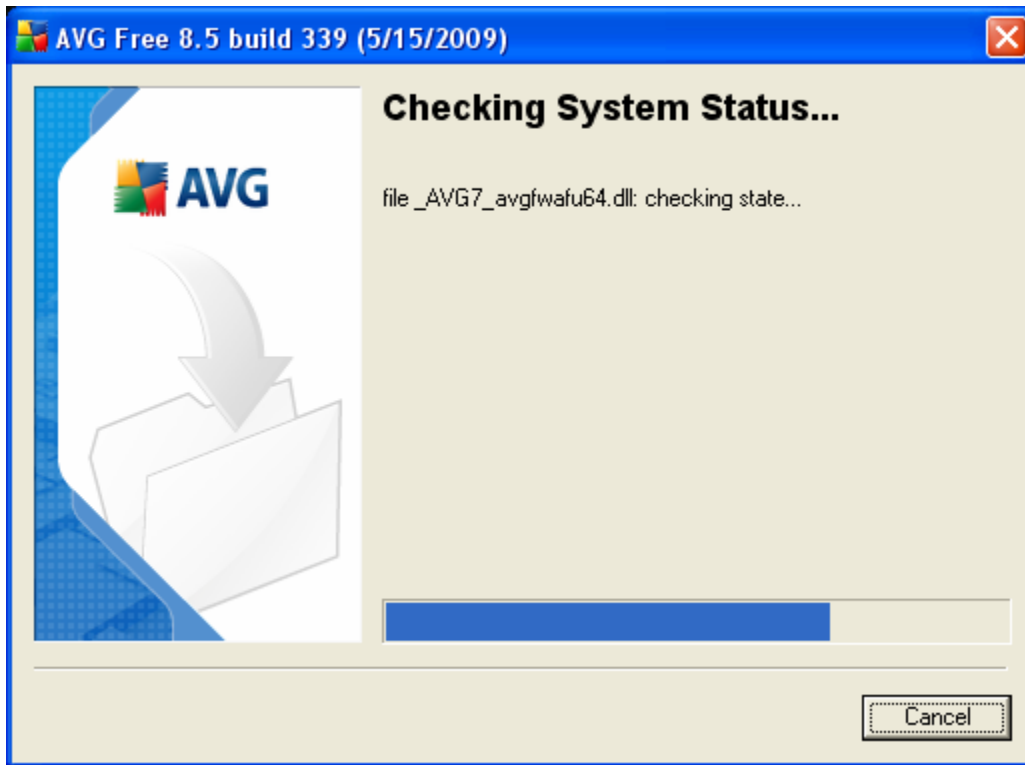 AVG Free 8.5 build 339 (5/15/2009)
AVG
Checking System Status...
file _AVG7_avgfwafu64.dll: checking state...
Cancel